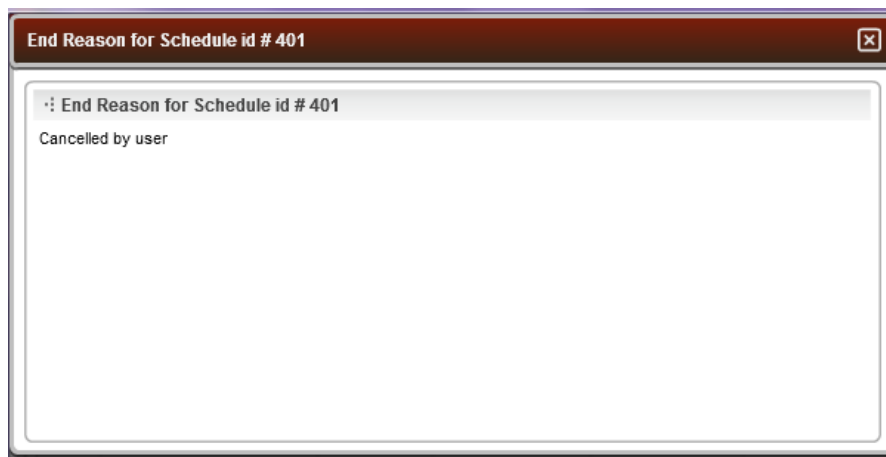 End Reason for Schedule id # 401
End Reason for Schedule id # 401
Cancelled by user